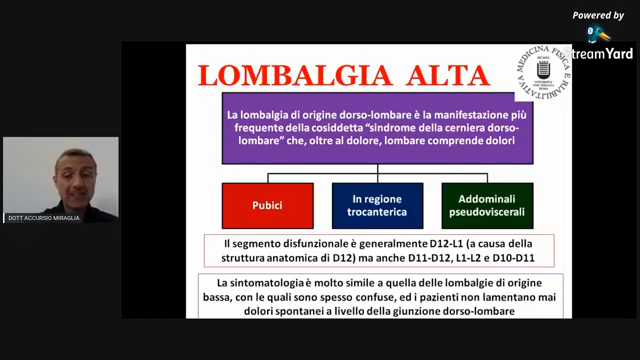 Powered by
StreamYard
LOMBALGIA ALTA
MEDICINA FISICA E RIABILITATIVA
La lombalgia di origine dorso-lombare è la manifestazione più
frequente della cosiddetta “sindrome della cerniera dorso-
lombare” che, oltre al dolore, lombare comprende dolori
Pubici
In regione
trocanterica
Addominali
pseudoviscerali
DOTT ACCURSIO MIRAGLIA
Il segmento disfunzionale è generalmente D12-L1 (a causa della
struttura anatomica di D12) ma anche D11-D12, L1-L2 e D10-D11
La sintomatologia è molto simile a quella delle lombalgie di origine
bassa, con le quali sono spesso confuse, ed i pazienti non lamentano mai
dolori spontanei a livello della giunzione dorso-lombare